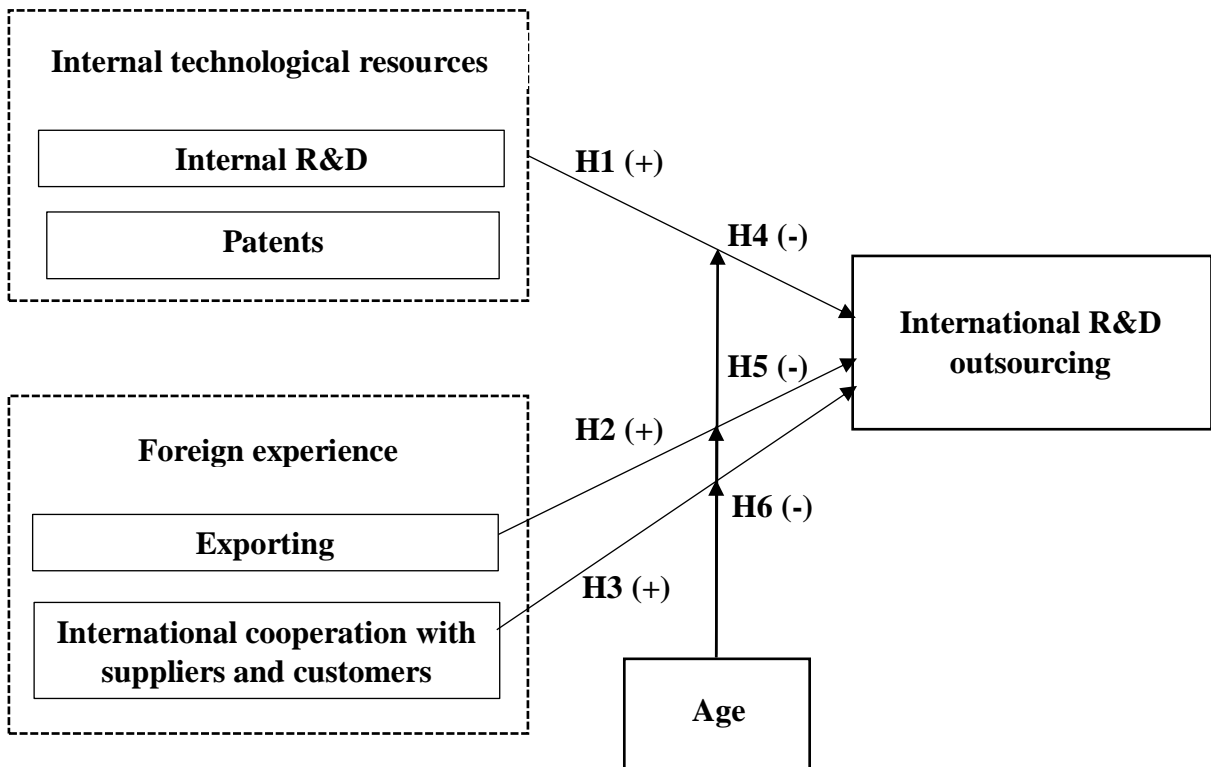 Internal technological resources
Internal R&D
Patents
H1 (+)
H4 (-)
International R&D
outsourcing
H5 (-)
H2 (+)
Foreign experience
Exporting
H6 (-)
H3 (+)
International cooperation with
suppliers and customers
Age